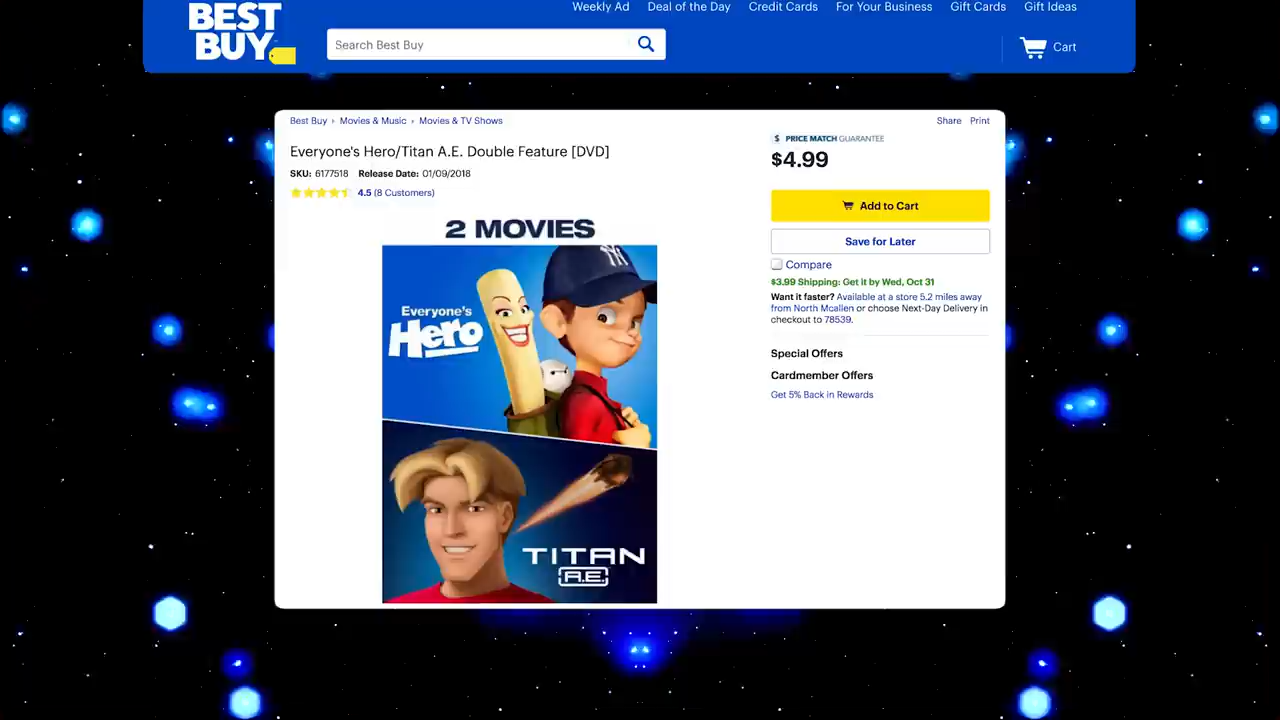 BEST
BUY
Weekly Ad Deal of the Day Credit Cards For Your Business Gift Cards Gift Ideas
Search Best Buy
Cart
Best Buy › Movies & Music › Movies & TV Shows
Share Print
Everyone's Hero/Titan A.E. Double Feature [DVD]
SKU: 6177518 Release Date: 01/09/2018
4.5 (8 Customers)
$ PRICE MATCH GUARANTEE
$4.99
Add to Cart
Save for Later
Compare
$3.99 Shipping: Get it by Wed, Oct 31
Want it faster? Available at a store 5.2 miles away
from North Mcallen or choose Next-Day Delivery in
checkout to 78539.
Special Offers
Cardmember Offers
Get 5% Back in Rewards
2 MOVIES
Everyone's
Hero
NY
TITAN
A.E.